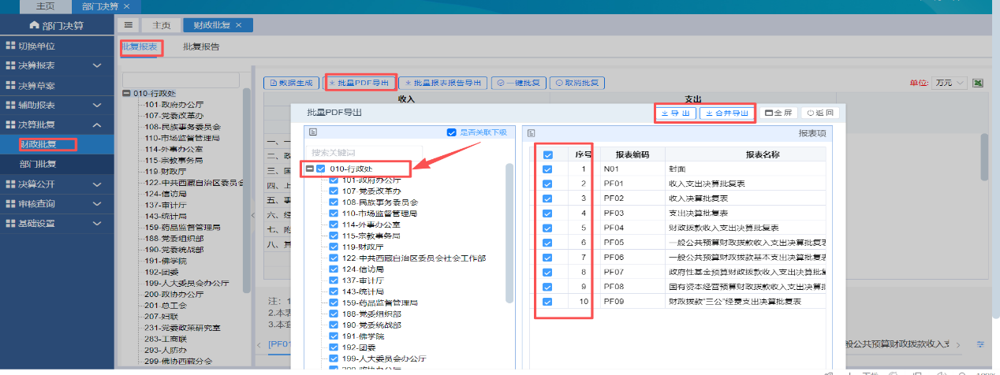 主页
部门决算 ×
部门决算
主页
财政批复 ×
切换单位
决算报表
决算草案
辅助报表
决算批复
财政批复
部门批复
决算公开
审核查询
基础设置
批复报表
批复报告
010-行政处
101-政府办公厅
107-党委改革办
108-民族事务委员会
110-市场监督管理局
114-外事办公室
115-宗教事务局
119-财政厅
122-中共西藏自治区委员会
124-信访局
137-审计厅
143-统计局
159-药品监督管理局
188-党委组织部
190-党委统战部
191-佛学院
192-团委
199-人大委员会办公厅
200-政协办公厅
201-总工会
207-妇联
231-党委政策研究室
283-工商联
293-人防办
299-佛协西藏分会
数据生成
批量PDF导出
批量报表报告导出
一键批复
取消批复
单位: 万元
收入
支出
一、一
二、政
三、国
四、上
五、事
六、经
七、附
八、其
注：1
2.本表
3.本套
[PF01
批量PDF导出
导 出
合并导出
全 屏
返 回
是否关联下级
搜索关键词
010-行政处
101-政府办公厅
107-党委改革办
108-民族事务委员会
110-市场监督管理局
114-外事办公室
115-宗教事务局
119-财政厅
122-中共西藏自治区委员会社会工作部
124-信访局
137-审计厅
143-统计局
159-药品监督管理局
188-党委组织部
190-党委统战部
191-佛学院
192-团委
199-人大委员会办公厅
200-政协办公厅
报表项
序号 报表编码 报表名称
1 N01 封面
2 PF01 收入支出决算批复表
3 PF02 收入决算批复表
4 PF03 支出决算批复表
5 PF04 财政拨款收入支出决算批复表
6 PF05 一般公共预算财政拨款收入支出决算批复表
7 PF06 一般公共预算财政拨款基本支出决算批复表
8 PF07 政府性基金预算财政拨款收入支出决算批
9 PF08 国有资本经营预算财政拨款收入支出决算
10 PF09 财政拨款“三公”经费支出决算批复表
般公共预算财政拨款收入支